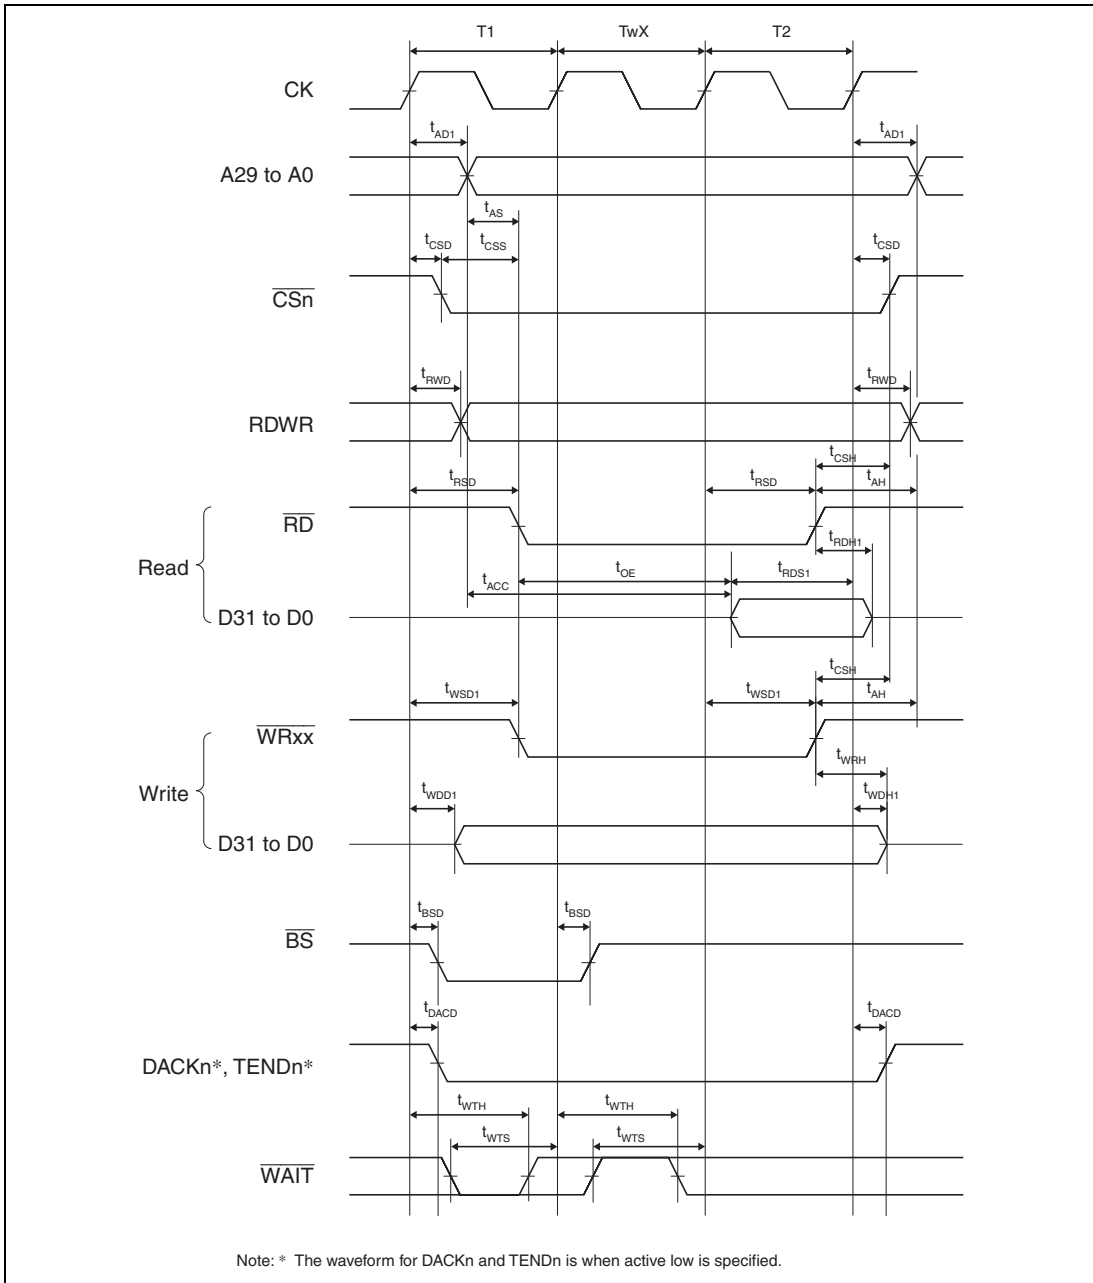 T1 TwX T2
CK
tAD1 tAD1
A29 to A0
tAS
tCSD tCSS tCSD
CSn
tRWD tRWD
RDWR
tCSH
tRSD tRSD tAH
RD
tRDH1
Read
tOE tRDS1
tACC
D31 to D0
tCSH
tWSD1 tWSD1 tAH
WRxx
tWRH
Write
tWDD1 tWDH1
D31 to D0
tBSD tBSD
BS
tDACD tDACD
DACKn*, TENDn*
tWTH tWTH
tWTS tWTS
WAIT
Note: * The waveform for DACKn and TENDn is when active low is specified.